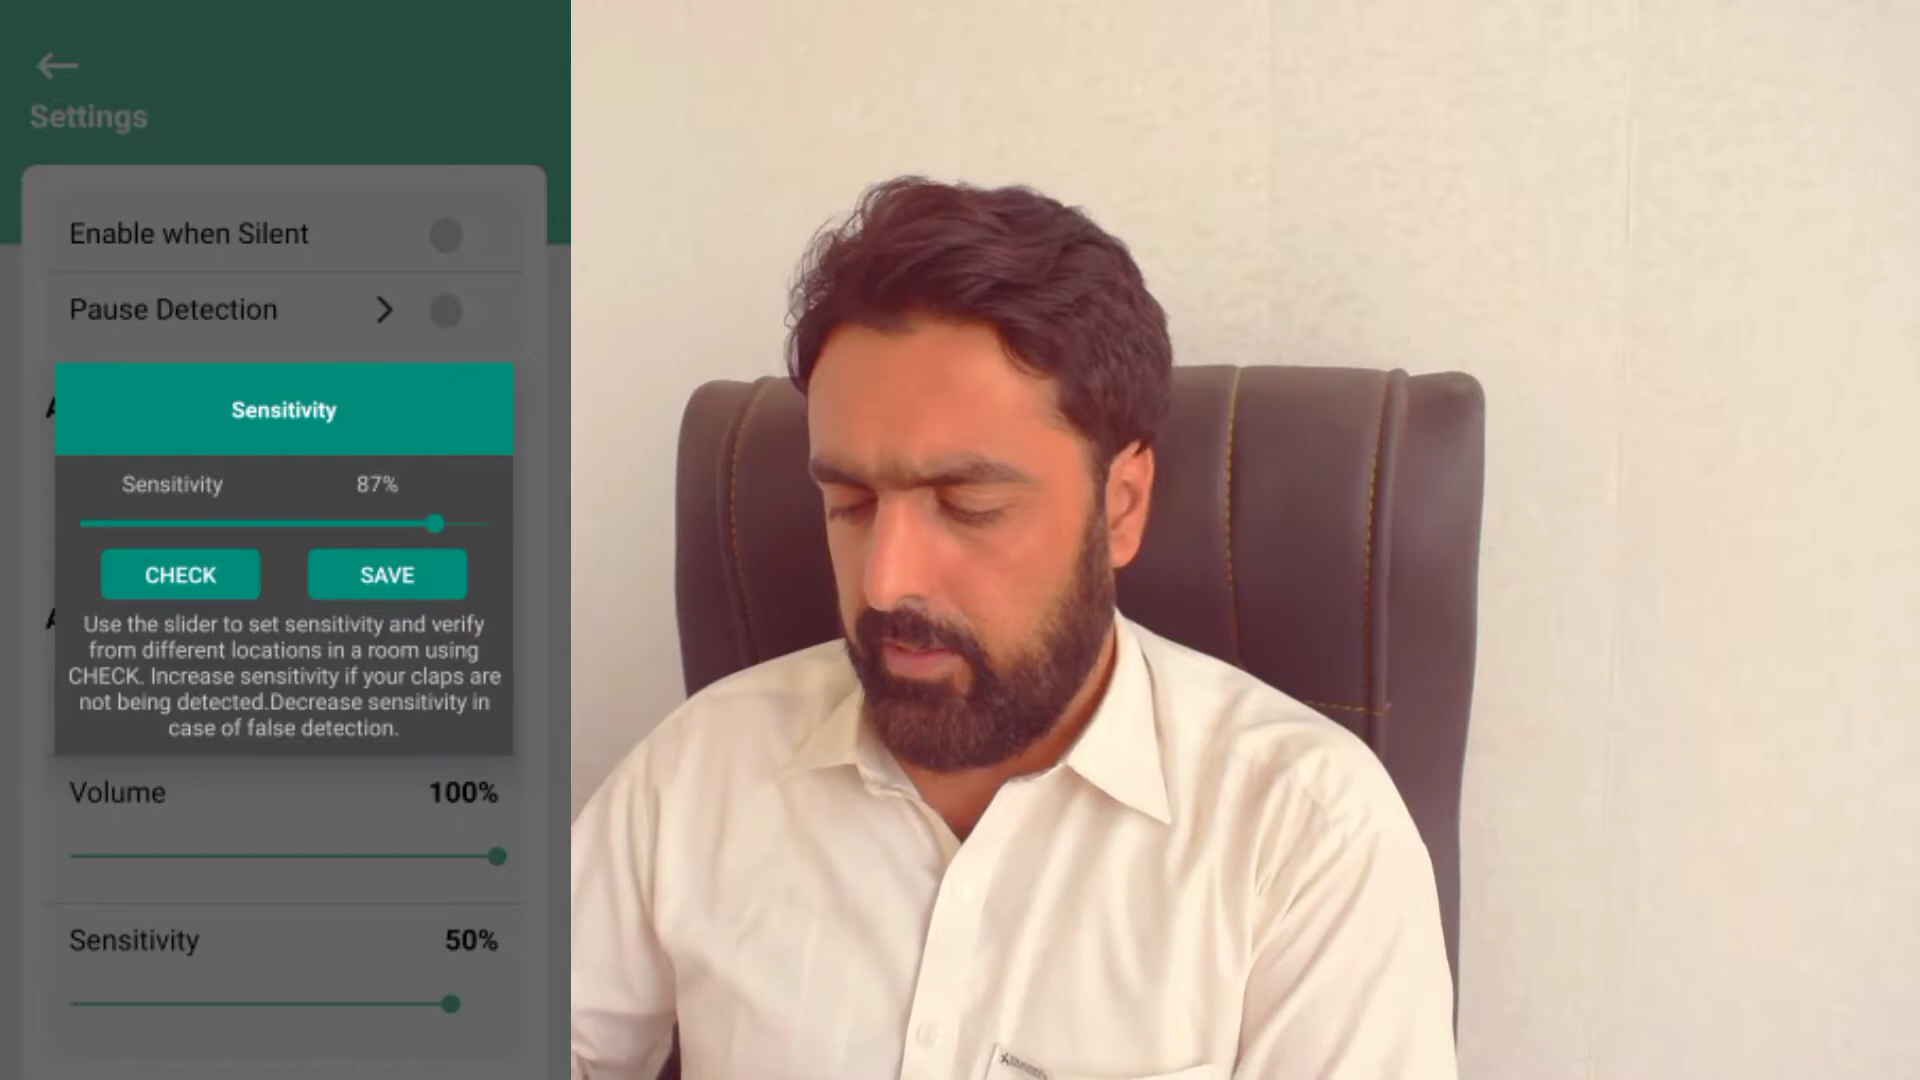 Settings
Enable when Silent
Pause Detection
Sensitivity
Sensitivity 87%
CHECK SAVE
Use the slider to set sensitivity and verify
from different locations in a room using
CHECK. Increase sensitivity if your claps are
not being detected.Decrease sensitivity in
case of false detection.
Volume 100%
Sensitivity 50%